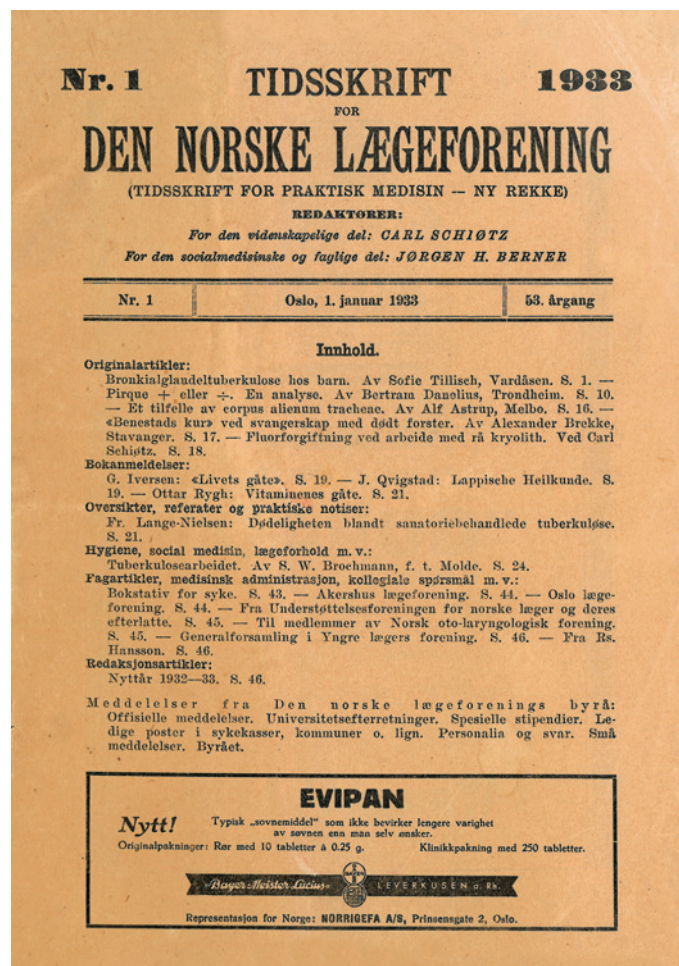 Nr. 1 TIDSSKRIFT 1933
FOR
DEN NORSKE LÆGEFORENING
(TIDSSKRIFT FOR PRAKTISK MEDISIN — NY REKKE)
REDAKTØRER:
For den videnskapelige del: CARL SCHIØTZ
For den socialmedisinske og faglige del: JØRGEN H. BERNER
Nr. 1 Oslo, 1. januar 1933 53. årgang
Innhold.
Originalartikler:
Bronkialglandeltuberkulose hos barn. Av Sofie Tillisch, Vardåsen. S. 1. —
Pirque + eller ÷. En analyse. Av Bertram Danelius, Trondheim. S. 10.
— Et tilfelle av corpus alienum tracheae. Av Alf Astrup, Melbo. S. 16. —
«Benestads kur» ved svangerskap med dødt forster. Av Alexander Brekke,
Stavanger. S. 17. — Fluorforgiftning ved arbeide med rå kryolith. Ved Carl
Schiøtz. S. 18.
Bokanmeldelser:
G. Iversen: «Livets gåte». S. 19. — J. Qvigstad: Lappische Heilkunde. S.
19. — Ottar Rygh: Vitaminenes gåte. S. 21.
Oversikter, referater og praktiske notiser:
Fr. Lange-Nielsen: Dødeligheten blandt sanatoriebehandlede tuberkuløse.
S. 21.
Hygiene, social medisin, lægeforhold m. v.:
Tuberkulosearbeidet. Av S. W. Brochmann, f. t. Molde. S. 24.
Fagartikler, medisinsk administrasjon, kollegiale spørsmål m. v.:
Bokstativ for syke. S. 43. — Akershus lægeforening. S. 44. — Oslo læge-
forening. S. 44. — Fra Understøttelsesforeningen for norske læger og deres
efterlatte. S. 45. — Til medlemmer av Norsk oto-laryngologisk forening.
S. 45. — Generalforsamling i Yngre lægers forening. S. 46. — Fra Rs.
Hansson. S. 46.
Redaksjonsartikler:
Nyttår 1932—33. S. 46.
Meddelelser fra Den norske lægeforenings byrå:
Offisielle meddelelser. Universitetsefterretninger. Spesielle stipendier. Le-
dige poster i sykekasser, kommuner o. lign. Personalia og svar. Små
meddelelser. Byrået.
EVIPAN
Nytt! Typisk „sovnemiddel" som ikke bevirker lengere varighet
av søvnen enn man selv ønsker.
Originalpakninger: Rør med 10 tabletter à 0.25 g. Klinikkpakning med 250 tabletter.
»Bayer-Meister Lucius« BAYER LEVERKUSEN a. Rh.
Representasjon for Norge: NORRIGEFA A/S, Prinsensgate 2, Oslo.